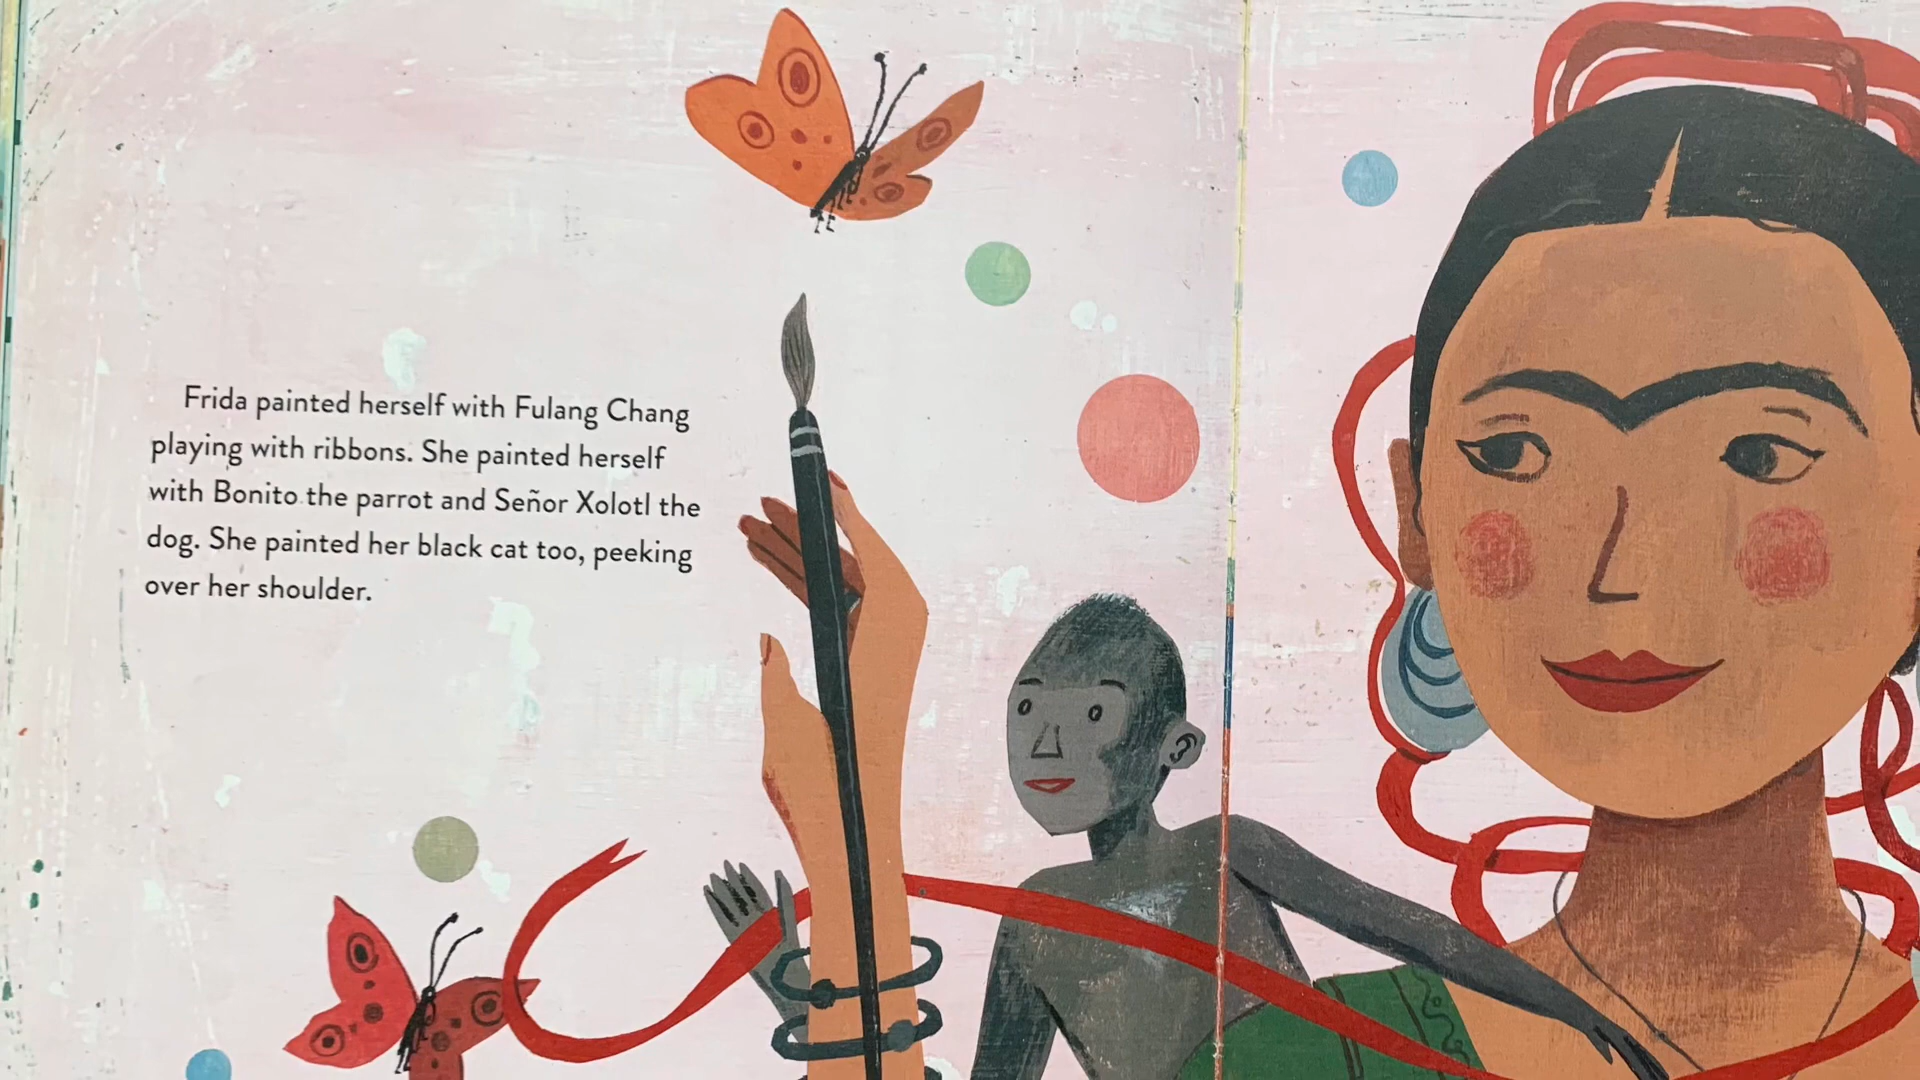 Frida painted herself with Fulang Chang
playing with ribbons. She painted herself
with Bonito the parrot and Señor Xolotl the
dog. She painted her black cat too, peeking
over her shoulder.